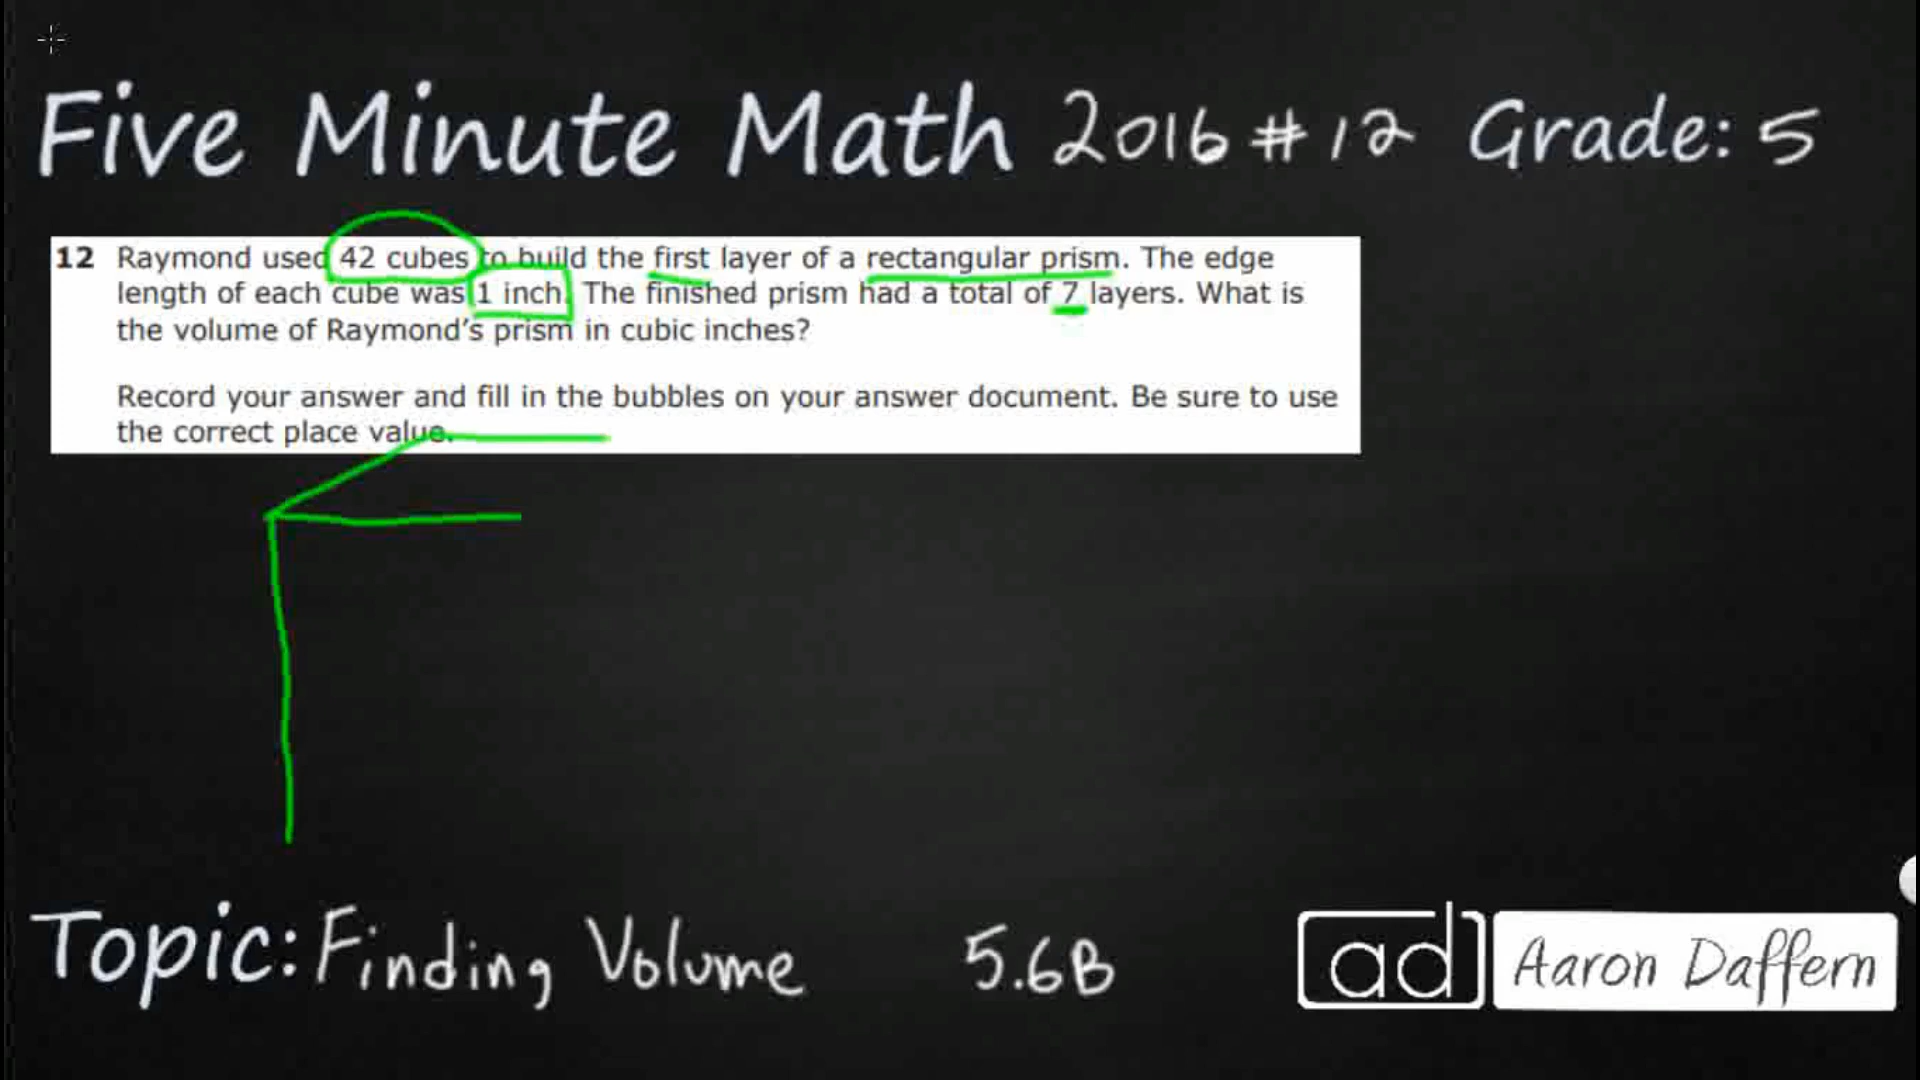 Five Minute Math 2016 #12 Grade: 5
12 Raymond used 42 cubes to build the first layer of a rectangular prism. The edge
length of each cube was 1 inch. The finished prism had a total of 7 layers. What is
the volume of Raymond's prism in cubic inches?
Record your answer and fill in the bubbles on your answer document. Be sure to use
the correct place value.
Topic: Finding Volume 5.6B
ad Aaron Daffern